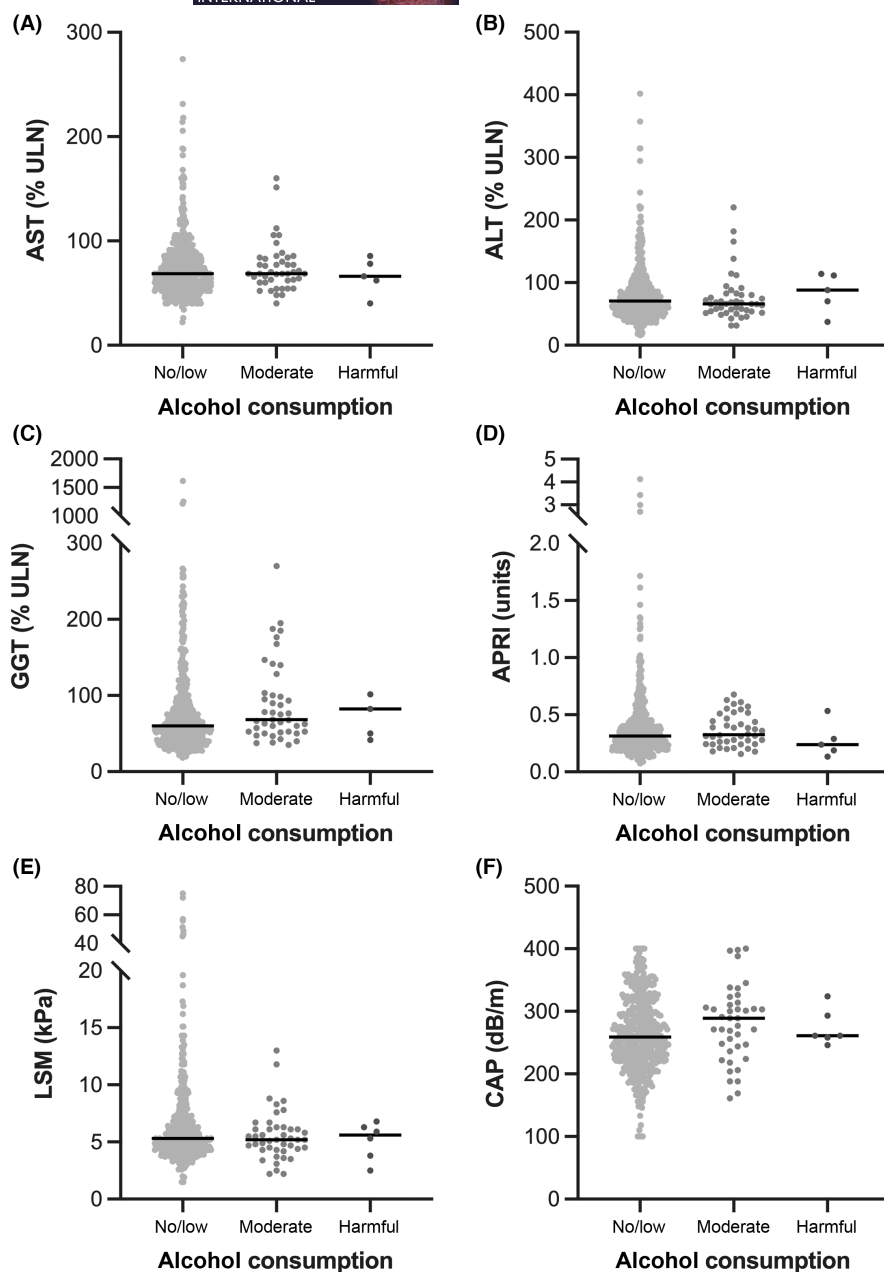 INTERNATIONAL
(A)
AST (% ULN)
300
200
100
0
No/low Moderate Harmful
Alcohol consumption
(B)
ALT (% ULN)
500
400
300
200
100
0
No/low Moderate Harmful
Alcohol consumption
(C)
GGT (% ULN)
2000
1500
1000
300
200
100
0
No/low Moderate Harmful
Alcohol consumption
(D)
APRI (units)
5
4
3
2.0
1.5
1.0
0.5
0.0
No/low Moderate Harmful
Alcohol consumption
(E)
LSM (kPa)
80
60
40
20
15
10
5
0
No/low Moderate Harmful
Alcohol consumption
(F)
CAP (dB/m)
500
400
300
200
100
0
No/low Moderate Harmful
Alcohol consumption